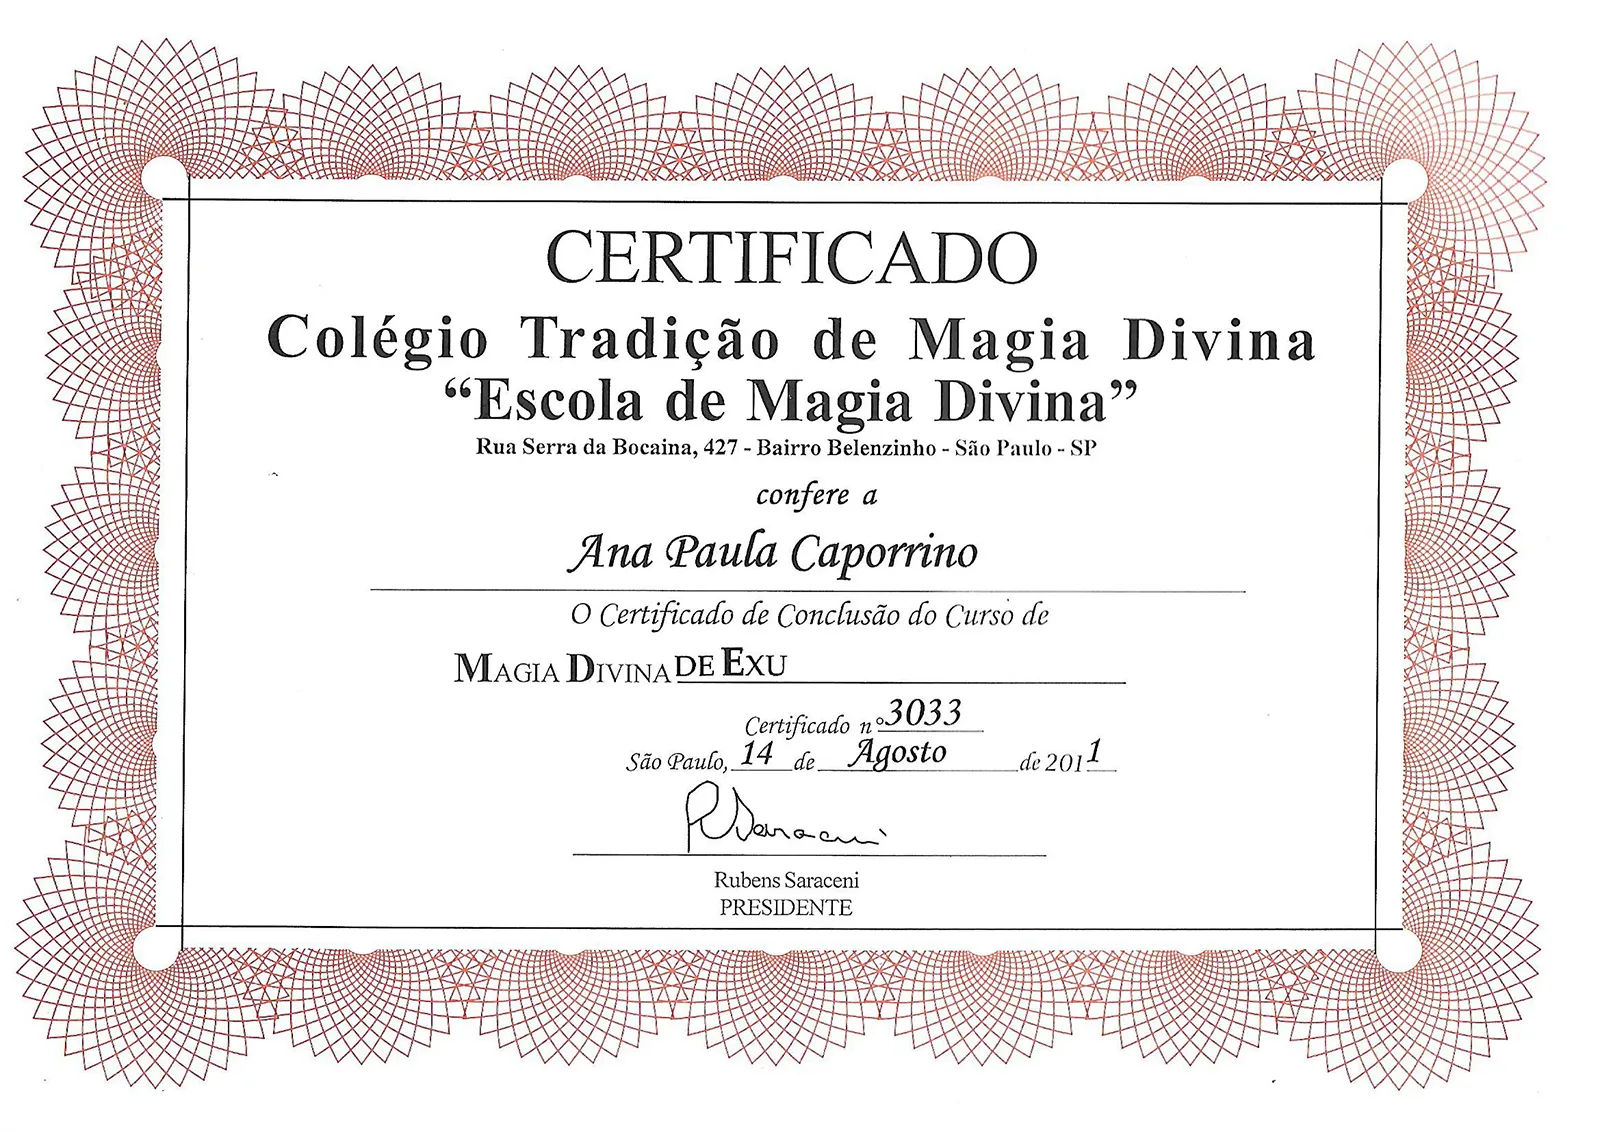 CERTIFICADO
Colégio Tradição de Magia Divina
“Escola de Magia Divina”
Rua Serra da Bocaina, 427 - Bairro Belenzinho - São Paulo - SP
confere a
Ana Paula Caporrino
O Certificado de Conclusão do Curso de
MAGIA DIVINA DE EXU
Certificado nº 3033
São Paulo, 14 de Agosto de 2011
R Saraceni
Rubens Saraceni
PRESIDENTE